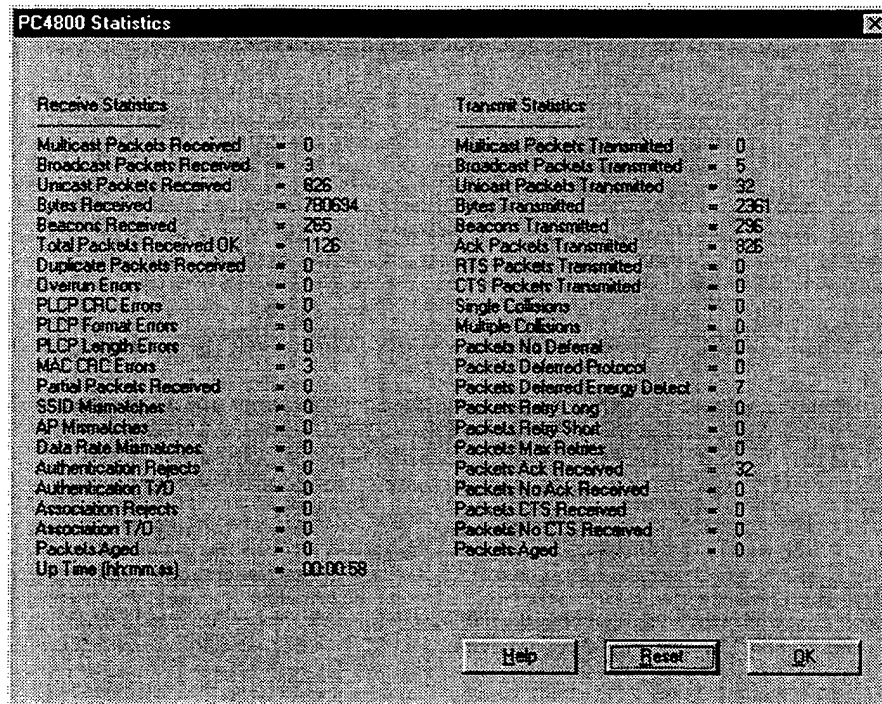 PC4800 Statistics
Receive Statistics
Multicast Packets Received = 0
Broadcast Packets Received = 3
Unicast Packets Received = 826
Bytes Received = 780694
Beacons Received = 265
Total Packets Received OK = 1126
Duplicate Packets Received = 0
Overrun Errors = 0
PLCP CRC Errors = 0
PLCP Format Errors = 0
PLCP Length Errors = 0
MAC CRC Errors = 3
Partial Packets Received = 0
SSID Mismatches = 0
AP Mismatches = 0
Data Rate Mismatches = 0
Authentication Rejects = 0
Authentication T/O = 0
Association Rejects = 0
Association T/O = 0
Packets Aged = 0
Up Time (hh:mm:ss) = 00:00:58
Transmit Statistics
Multicast Packets Transmitted = 0
Broadcast Packets Transmitted = 5
Unicast Packets Transmitted = 32
Bytes Transmitted = 2361
Beacons Transmitted = 296
Ack Packets Transmitted = 826
RTS Packets Transmitted = 0
CTS Packets Transmitted = 0
Single Collisions = 0
Multiple Collisions = 0
Packets No Deferral = 0
Packets Deferred Protocol = 0
Packets Deferred Energy Detect = 7
Packets Retry Long = 0
Packets Retry Short = 0
Packets Max Retries = 0
Packets Ack Received = 32
Packets No Ack Received = 0
Packets CTS Received = 0
Packets No CTS Received = 0
Packets Aged = 0
Help
Reset
OK